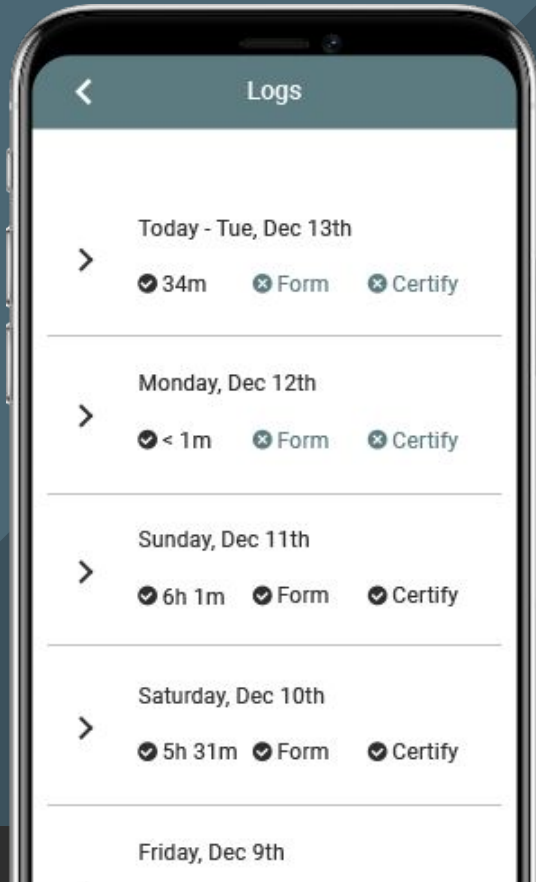 Logs
Today - Tue, Dec 13th
34m Form Certify
Monday, Dec 12th
< 1m Form Certify
Sunday, Dec 11th
6h 1m Form Certify
Saturday, Dec 10th
5h 31m Form Certify
Friday, Dec 9th